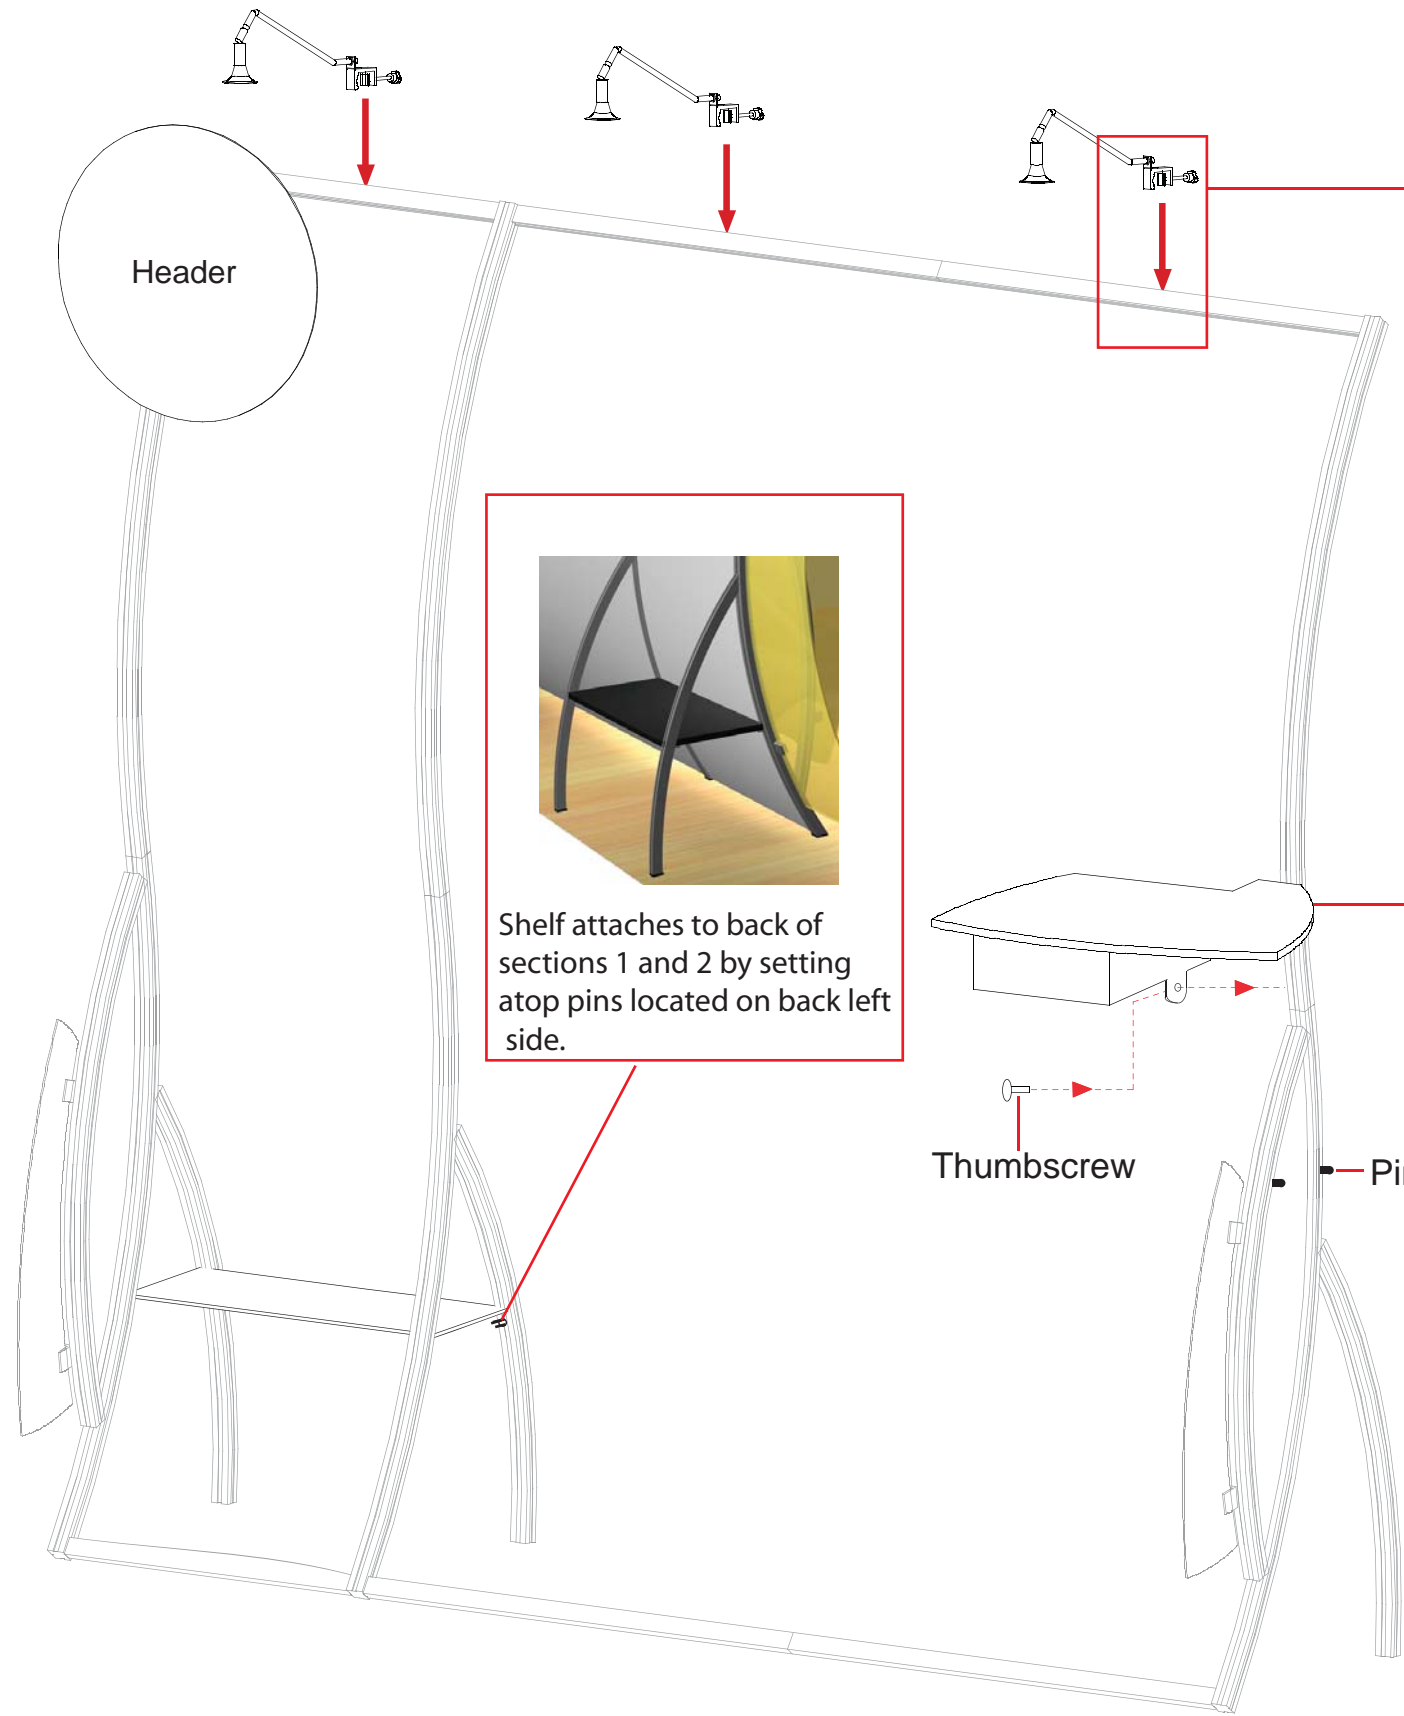 Header
Shelf attaches to back of
sections 1 and 2 by setting
atop pins located on back left
side.
Thumbscrew